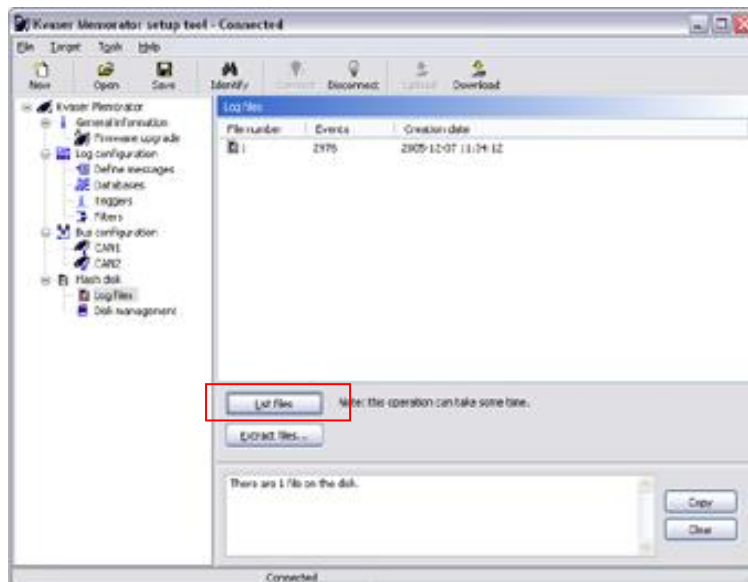 Kvaser Memorator setup tool - Connected
File Target Tools Help
New Open Save Identify Connect Disconnect Upload Download
Kvaser Memorator
General information
Firmware upgrade
Log configuration
Define messages
Databases
Triggers
Filters
Bus configuration
CAN1
CAN2
Flash disk
Log files
Disk management
Log files
File number Events Creation date
1 2976 2005-12-07 11:34:12
List files Note: this operation can take some time.
Extract files...
There are 1 file on the disk.
Copy
Clear
Connected